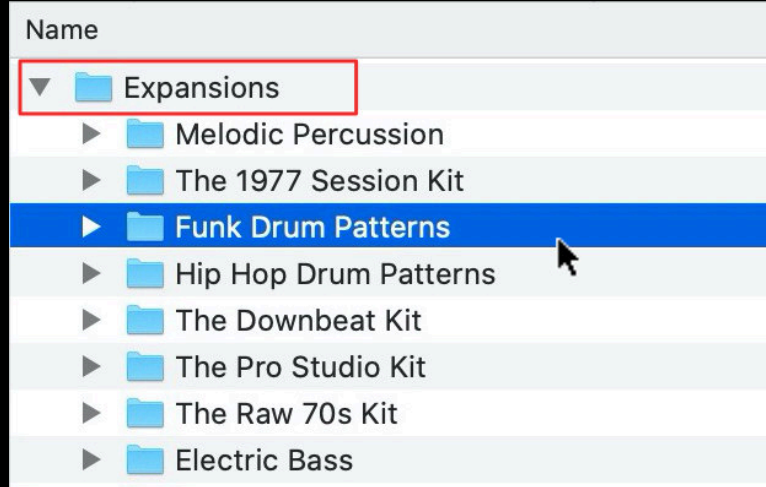 Name
Expansions
Melodic Percussion
The 1977 Session Kit
Funk Drum Patterns
Hip Hop Drum Patterns
The Downbeat Kit
The Pro Studio Kit
The Raw 70s Kit
Electric Bass